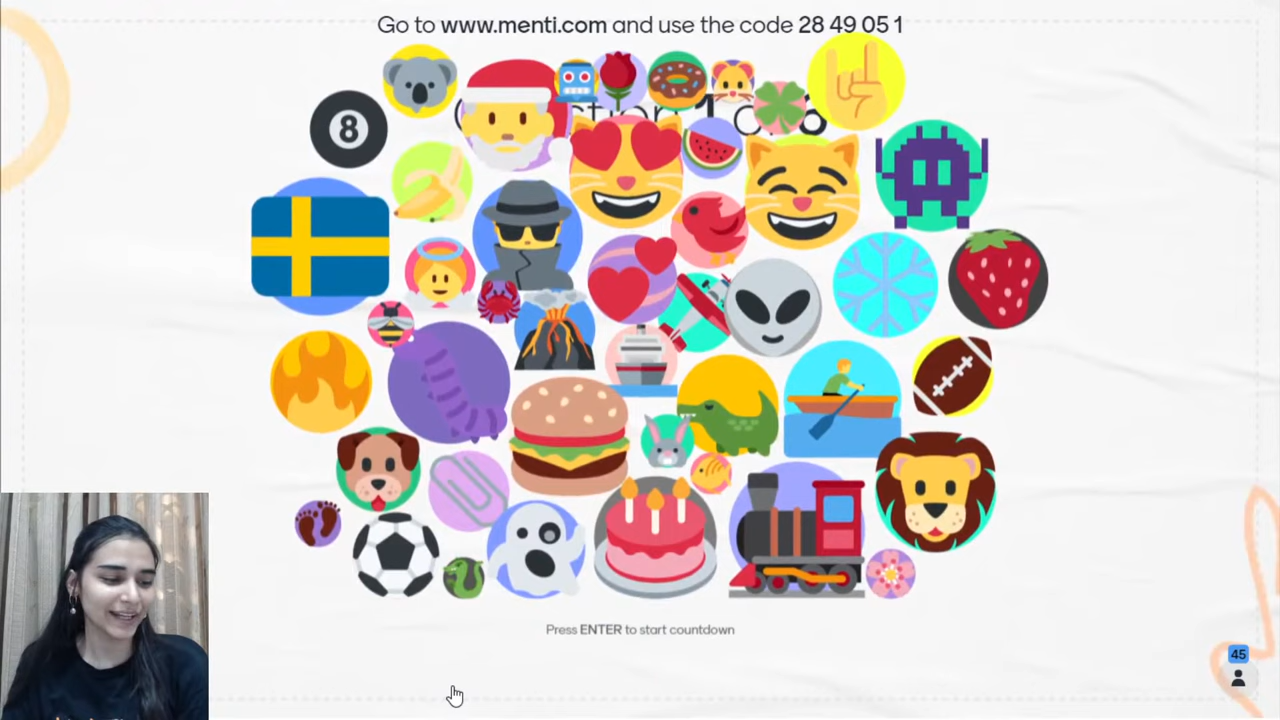 Go to www.menti.com and use the code 28 49 05 1
8
Press ENTER to start countdown
45